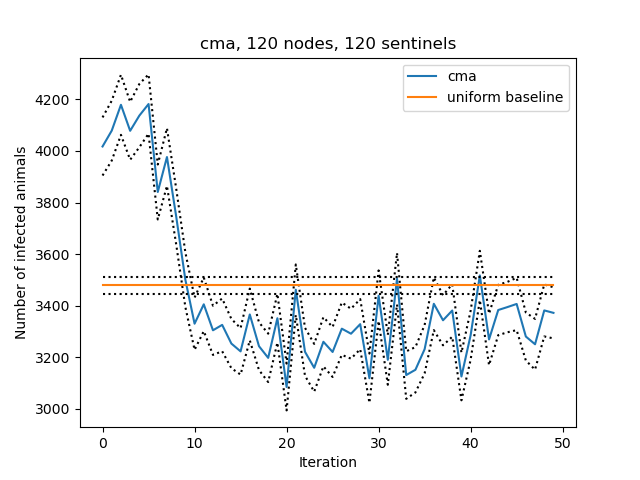 cma, 120 nodes, 120 sentinels
cma
uniform baseline
Number of infected animals
4200
4000
3800
3600
3400
3200
3000
0 10 20 30 40 50
Iteration